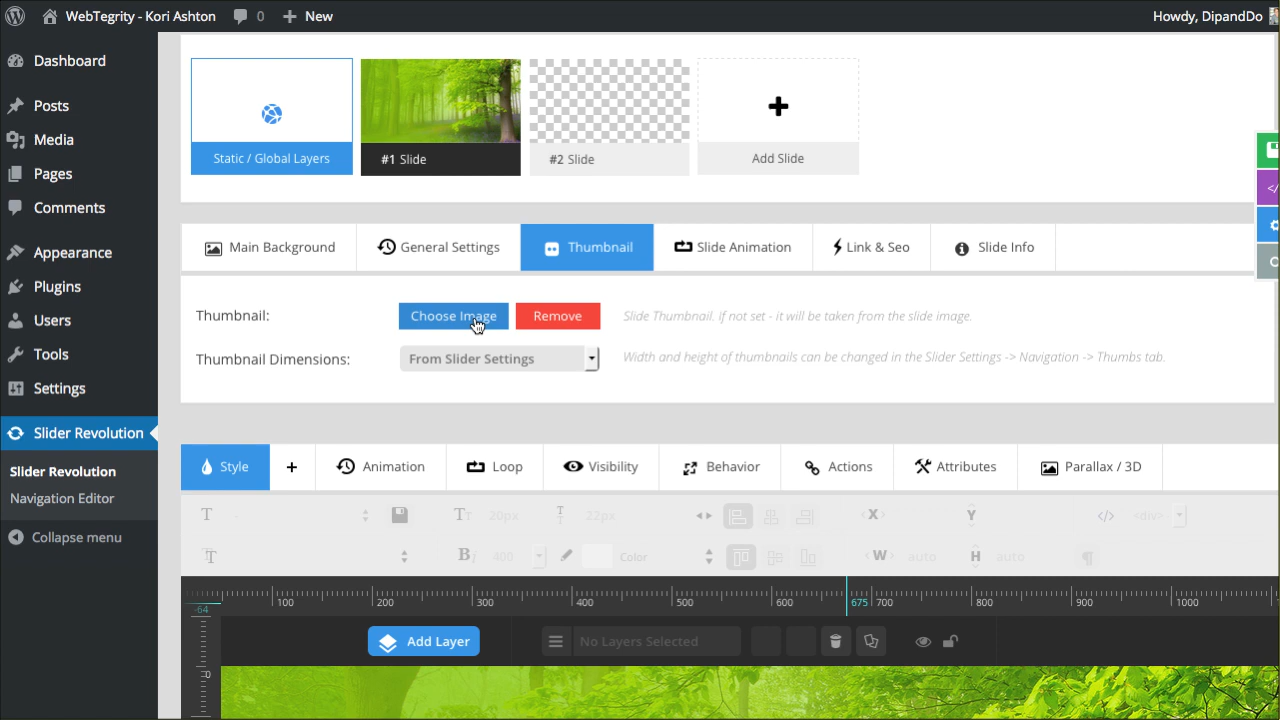 WebTegrity - Kori Ashton 0 New Howdy, DipandDo
Dashboard
Posts
Media
Pages
Comments
Appearance
Plugins
Users
Tools
Settings
Slider Revolution
Slider Revolution
Navigation Editor
Collapse menu
Static / Global Layers #1 Slide #2 Slide Add Slide
Main Background General Settings Thumbnail Slide Animation Link & Seo Slide Info
Thumbnail: Choose Image Remove Slide Thumbnail. If not set - it will be taken from the slide image.
Thumbnail Dimensions: From Slider Settings Width and height of thumbnails can be changed in the Slider Settings -> Navigation -> Thumbs tab.
Style + Animation Loop Visibility Behavior Actions Attributes Parallax / 3D
- 20px 22px X Y </> <div>
400 Color W auto H auto
-64 100 200 300 400 500 600 675 700 800 900 1000
Add Layer No Layers Selected
0